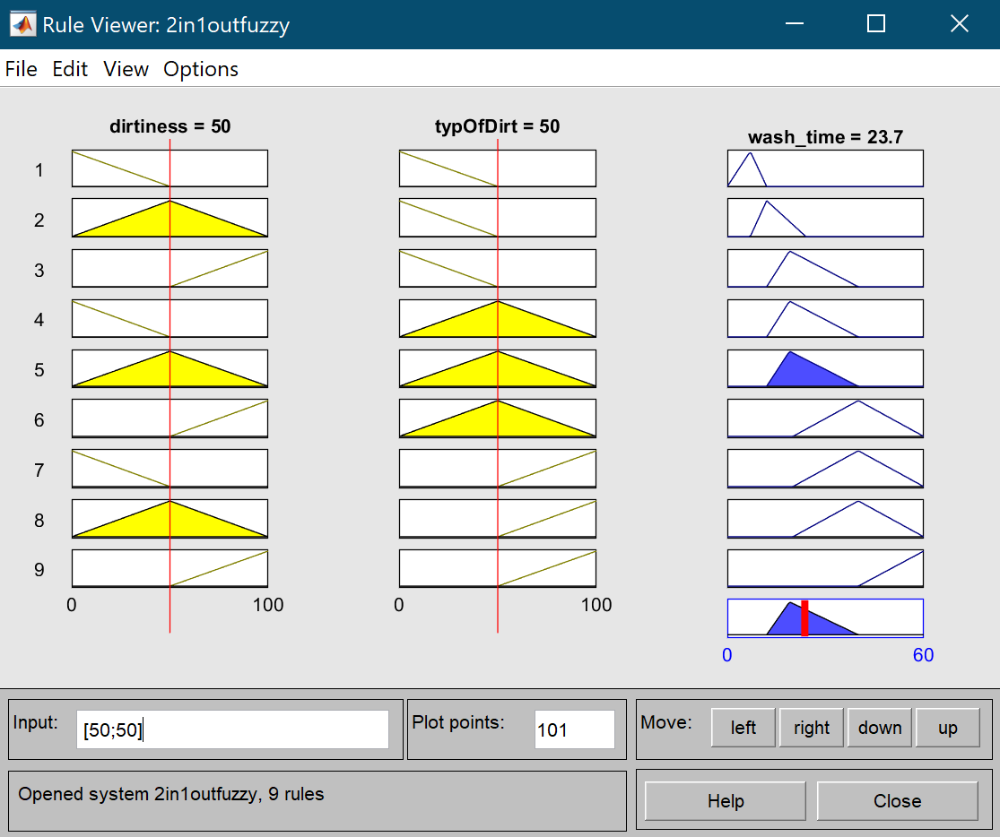 Rule Viewer: 2in1outfuzzy
File Edit View Options
dirtiness = 50
typOfDirt = 50
wash_time = 23.7
1
2
3
4
5
6
7
8
9
0 100
0 100
0 60
Input: [50;50]
Plot points: 101
Move: left right down up
Opened system 2in1outfuzzy, 9 rules
Help Close